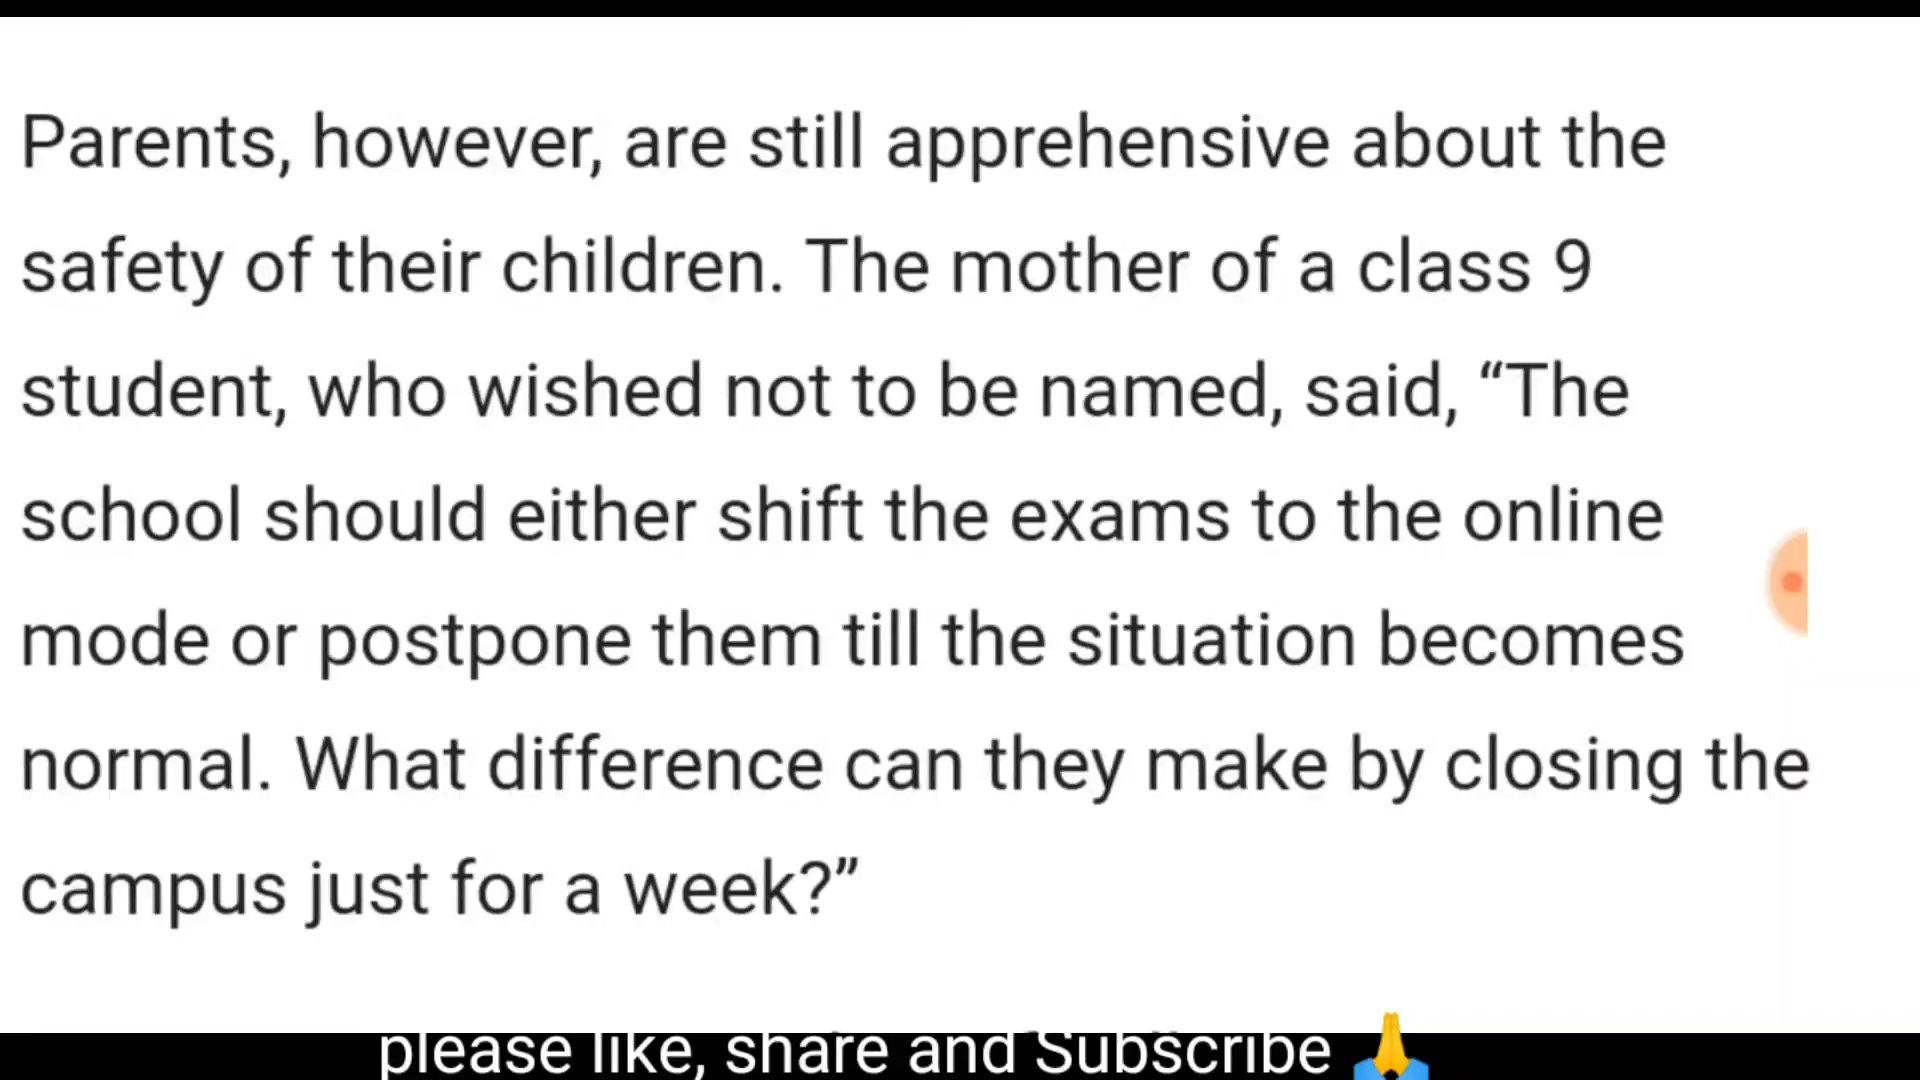 Parents, however, are still apprehensive about the
safety of their children. The mother of a class 9
student, who wished not to be named, said, “The
school should either shift the exams to the online
mode or postpone them till the situation becomes
normal. What difference can they make by closing the
campus just for a week?”
please like, share and Subscribe 🙏